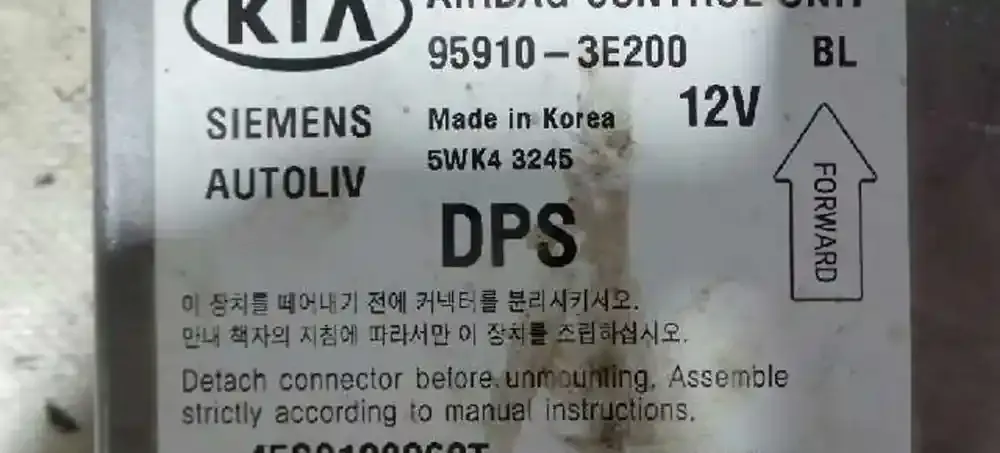 KIA
AIRBAG CONTROL UNIT
95910-3E200 BL
SIEMENS
AUTOLIV
Made in Korea 12V
5WK4 3245
DPS
FORWARD
이 장치를 떼어내기 전에 커넥터를 분리시키시오.
안내 책자의 지침에 따라서만 이 장치를 조립하십시오.
Detach connector before unmounting. Assemble
strictly according to manual instructions.